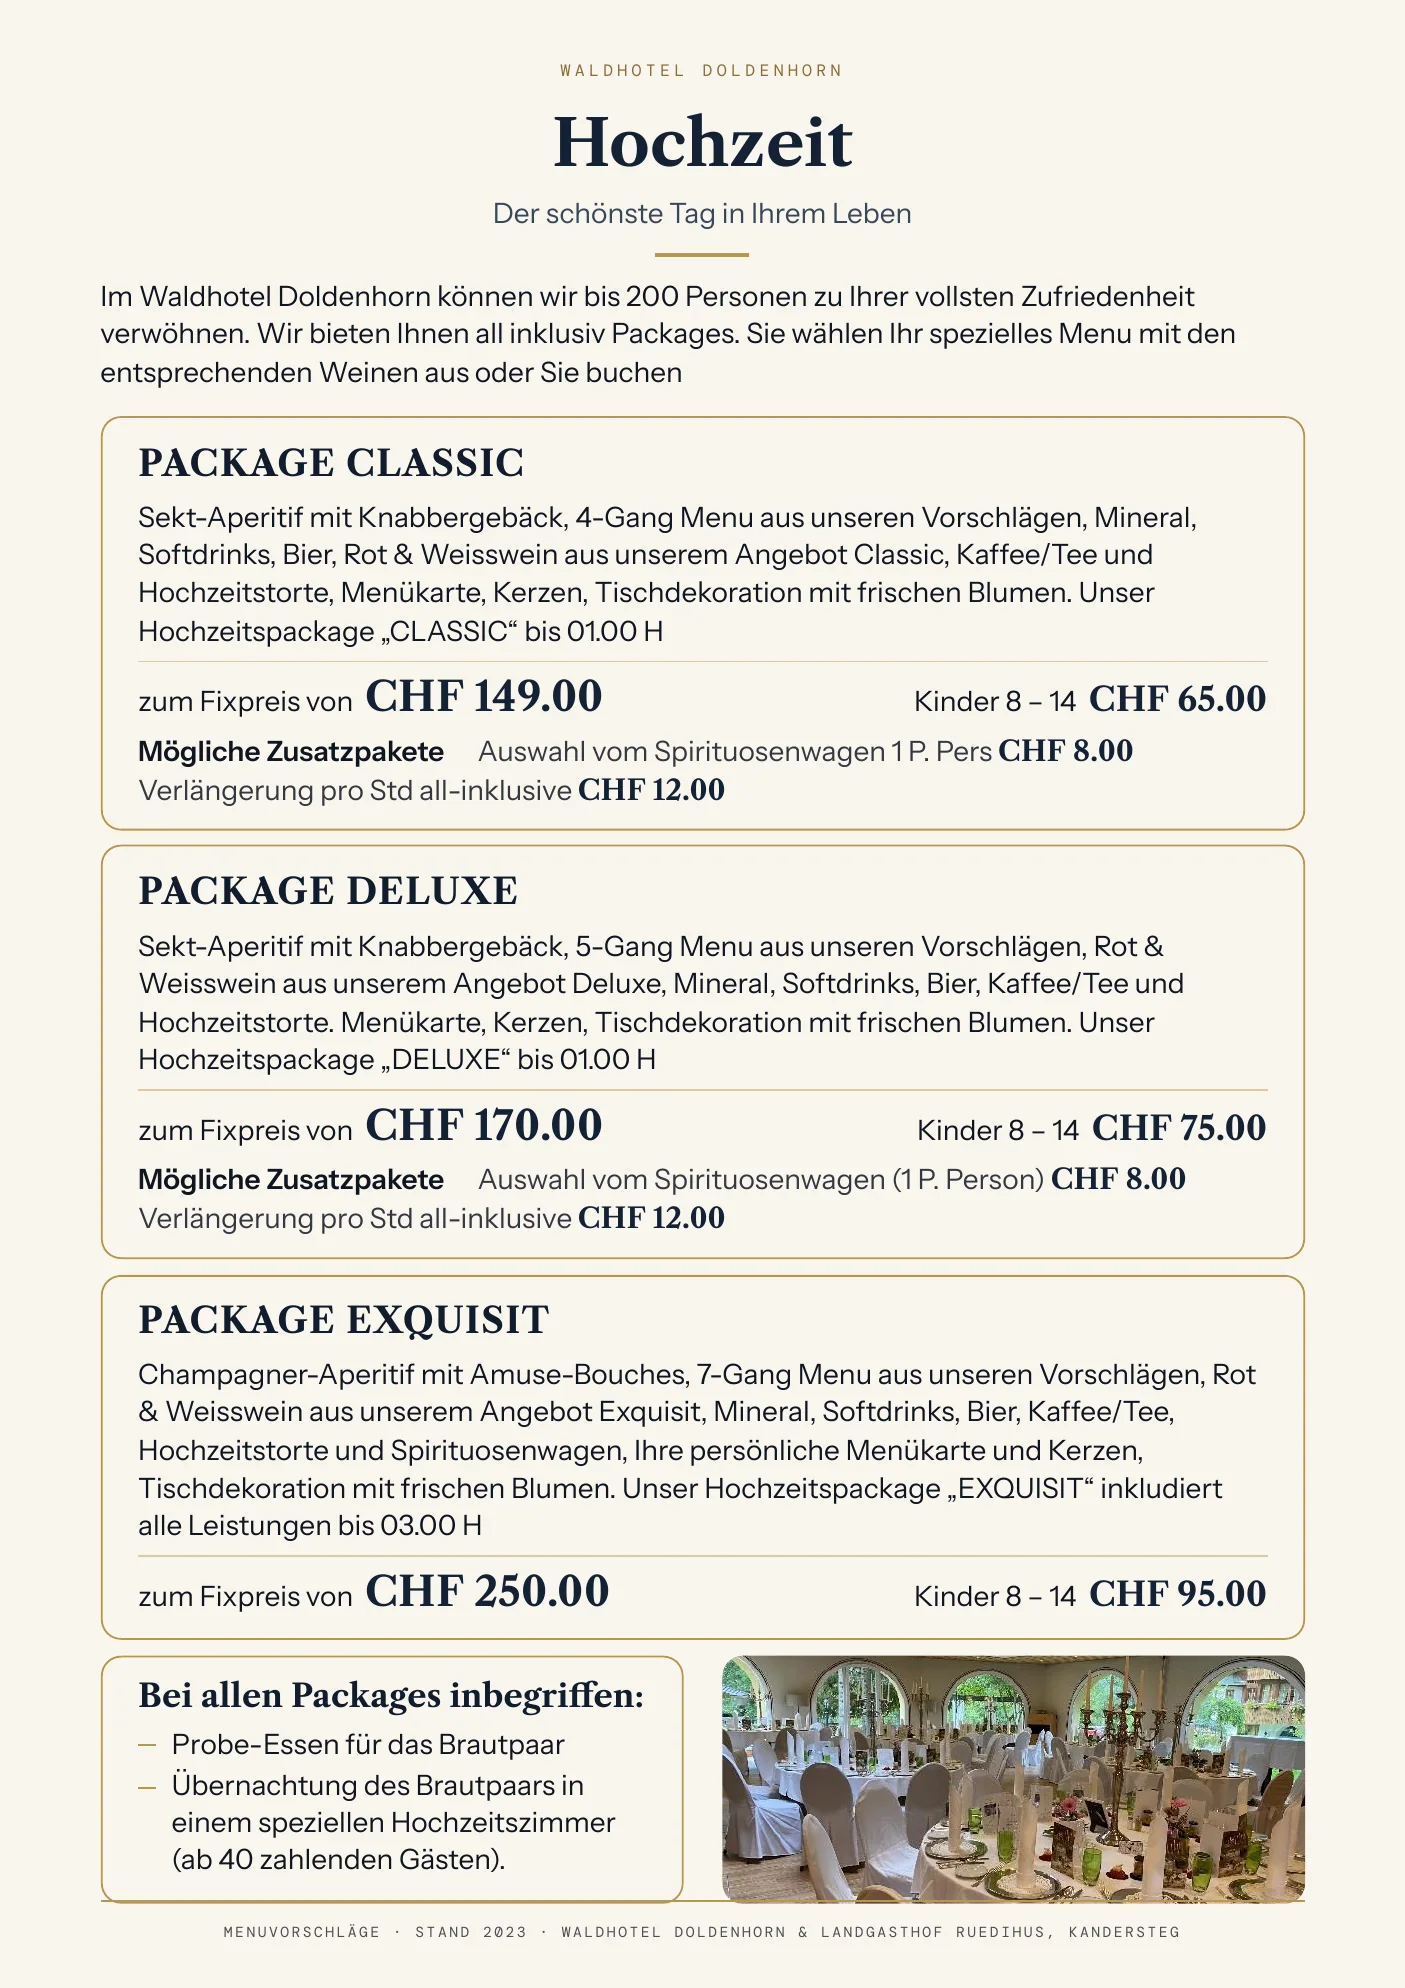 WALDHOTEL DOLDENHORN
Hochzeit
Der schönste Tag in Ihrem Leben
Im Waldhotel Doldenhorn können wir bis 200 Personen zu Ihrer vollsten Zufriedenheit
verwöhnen. Wir bieten Ihnen all inklusiv Packages. Sie wählen Ihr spezielles Menu mit den
entsprechenden Weinen aus oder Sie buchen
PACKAGE CLASSIC
Sekt-Aperitif mit Knabbergebäck, 4-Gang Menu aus unseren Vorschlägen, Mineral,
Softdrinks, Bier, Rot & Weisswein aus unserem Angebot Classic, Kaffee/Tee und
Hochzeitstorte, Menükarte, Kerzen, Tischdekoration mit frischen Blumen. Unser
Hochzeitspackage „CLASSIC“ bis 01.00 H
zum Fixpreis von CHF 149.00 Kinder 8 – 14 CHF 65.00
Mögliche Zusatzpakete Auswahl vom Spirituosenwagen 1 P. Pers CHF 8.00
Verlängerung pro Std all-inklusive CHF 12.00
PACKAGE DELUXE
Sekt-Aperitif mit Knabbergebäck, 5-Gang Menu aus unseren Vorschlägen, Rot &
Weisswein aus unserem Angebot Deluxe, Mineral, Softdrinks, Bier, Kaffee/Tee und
Hochzeitstorte. Menükarte, Kerzen, Tischdekoration mit frischen Blumen. Unser
Hochzeitspackage „DELUXE“ bis 01.00 H
zum Fixpreis von CHF 170.00 Kinder 8 – 14 CHF 75.00
Mögliche Zusatzpakete Auswahl vom Spirituosenwagen (1 P. Person) CHF 8.00
Verlängerung pro Std all-inklusive CHF 12.00
PACKAGE EXQUISIT
Champagner-Aperitif mit Amuse-Bouches, 7-Gang Menu aus unseren Vorschlägen, Rot
& Weisswein aus unserem Angebot Exquisit, Mineral, Softdrinks, Bier, Kaffee/Tee,
Hochzeitstorte und Spirituosenwagen, Ihre persönliche Menükarte und Kerzen,
Tischdekoration mit frischen Blumen. Unser Hochzeitspackage „EXQUISIT“ inkludiert
alle Leistungen bis 03.00 H
zum Fixpreis von CHF 250.00 Kinder 8 – 14 CHF 95.00
Bei allen Packages inbegriffen:
— Probe-Essen für das Brautpaar
— Übernachtung des Brautpaars in
einem speziellen Hochzeitszimmer
(ab 40 zahlenden Gästen).
MENUVORSCHLÄGE · STAND 2023 · WALDHOTEL DOLDENHORN & LANDGASTHOF RUEDIHUS, KANDERSTEG